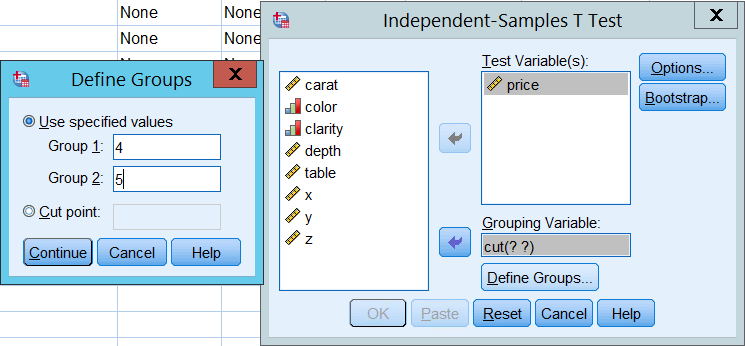 None None
None None
None None
Define Groups X
Use specified values
Group 1: 4
Group 2: 5
Cut point:
Continue Cancel Help
Independent-Samples T Test X
carat
color
clarity
depth
table
x
y
z
Test Variable(s):
price
Grouping Variable:
cut(? ?)
Define Groups...
Options...
Bootstrap...
OK Paste Reset Cancel Help